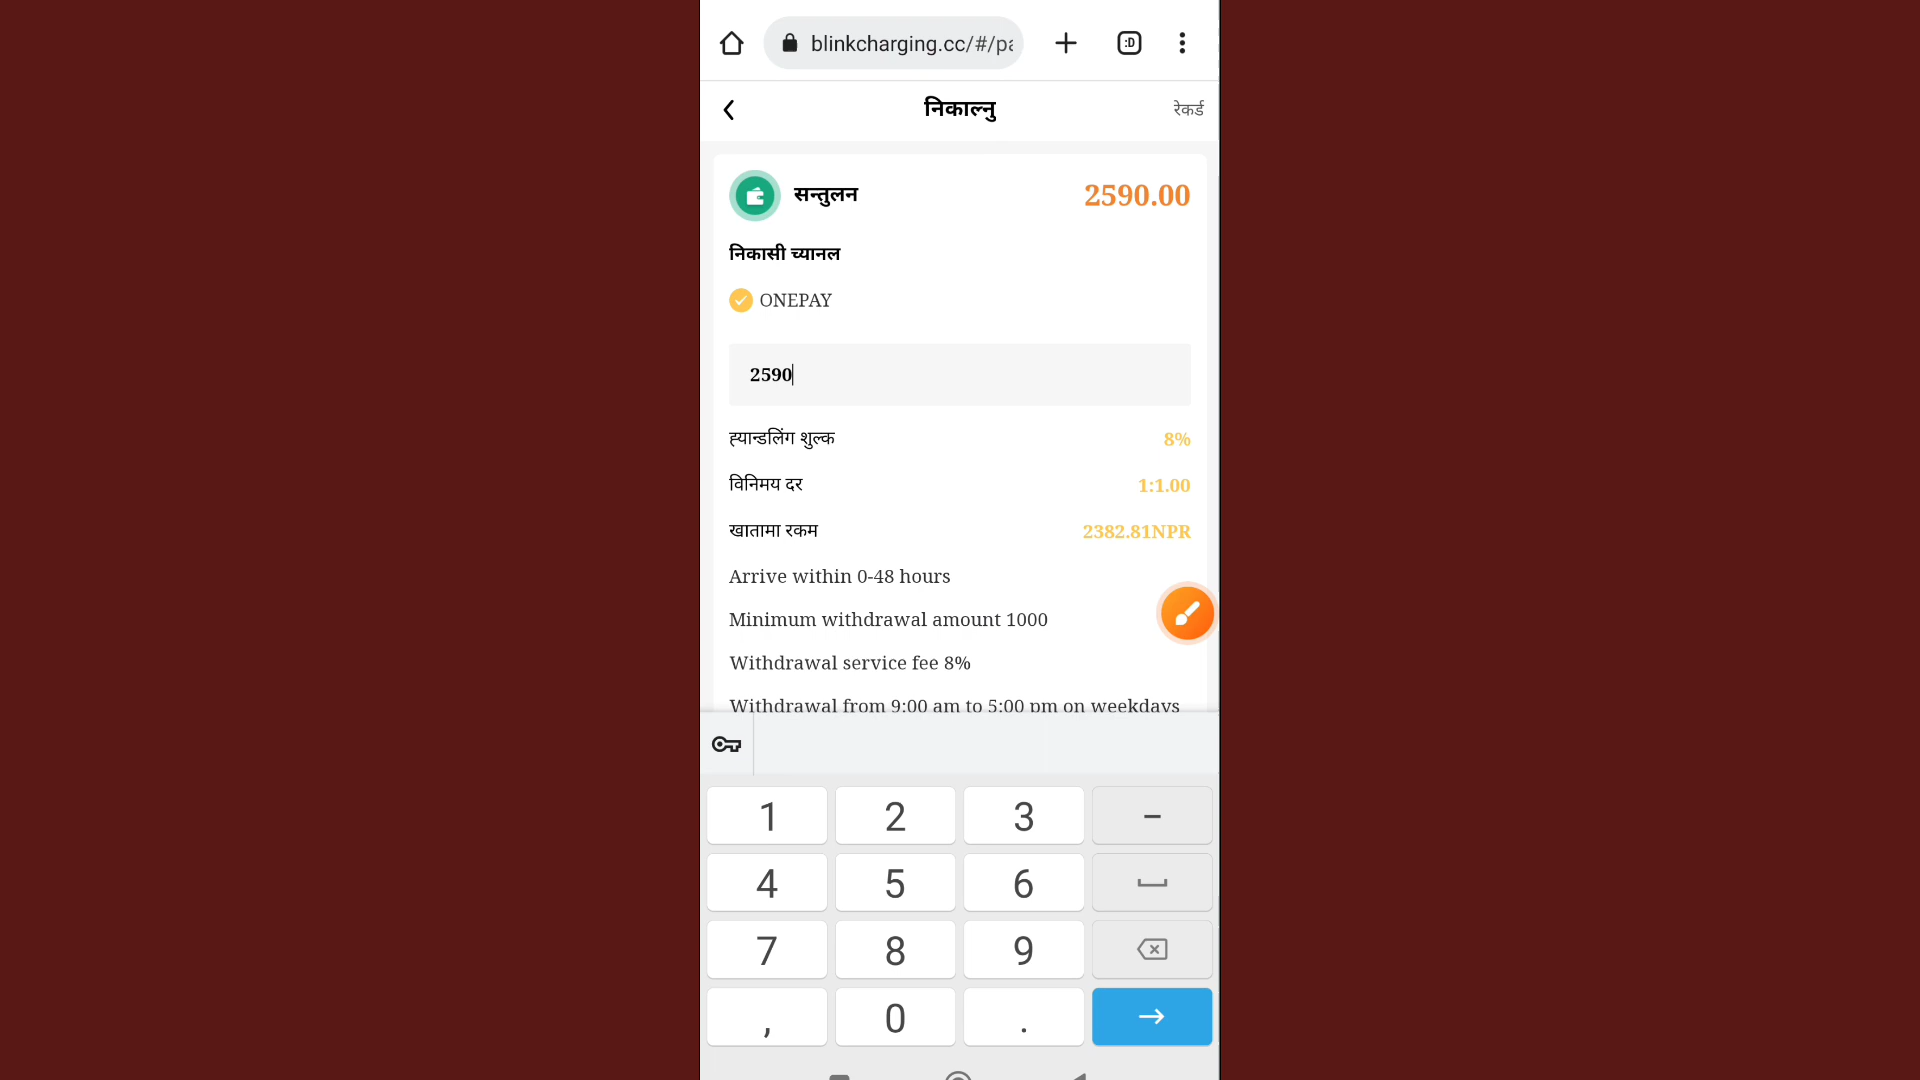 blinkcharging.cc/#/pa
:D
निकाल्नु
रेकर्ड
सन्तुलन 2590.00
निकासी च्यानल
ONEPAY
2590
ह्यान्डलिंग शुल्क 8%
विनिमय दर 1:1.00
खातामा रकम 2382.81NPR
Arrive within 0-48 hours
Minimum withdrawal amount 1000
Withdrawal service fee 8%
Withdrawal from 9:00 am to 5:00 pm on weekdays
1 2 3 –
4 5 6
7 8 9
, 0 .